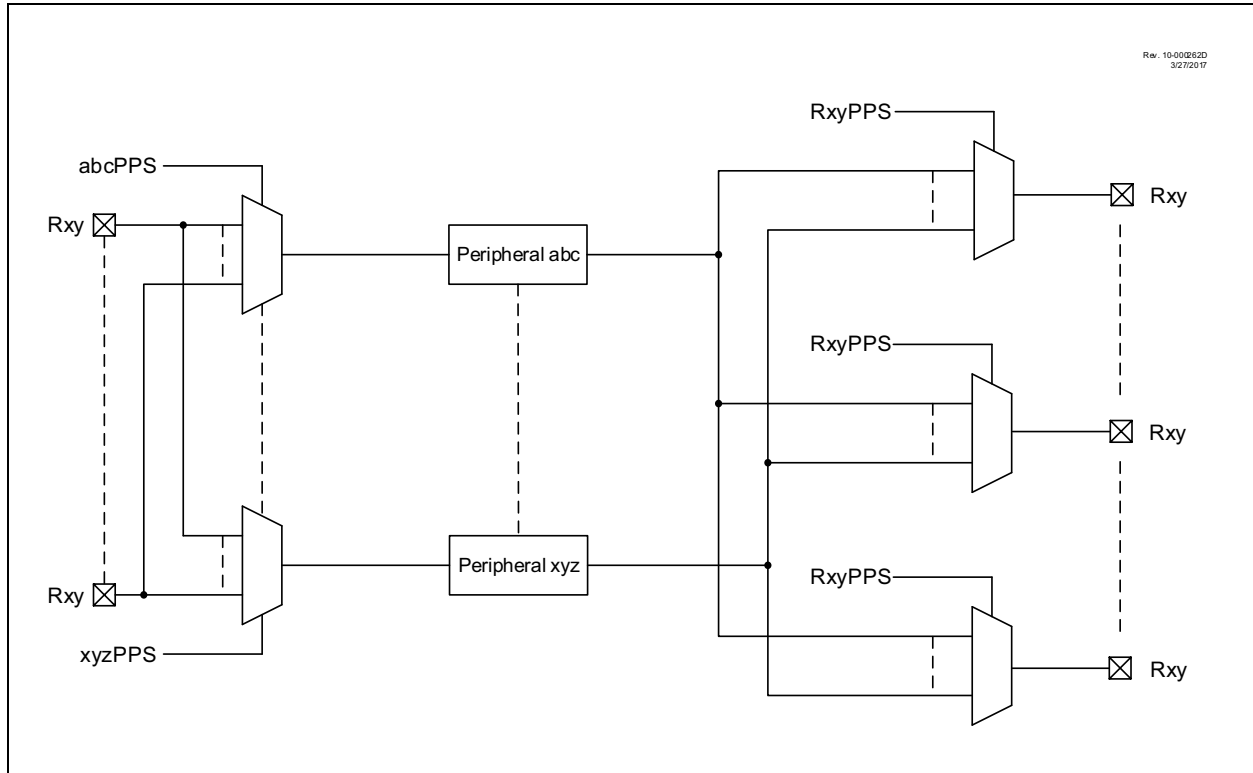 Rev. 10-000262D
3/27/2017
RxyPPS
abcPPS
Rxy
Rxy
Peripheral abc
RxyPPS
Rxy
Peripheral xyz
RxyPPS
Rxy
xyzPPS
Rxy